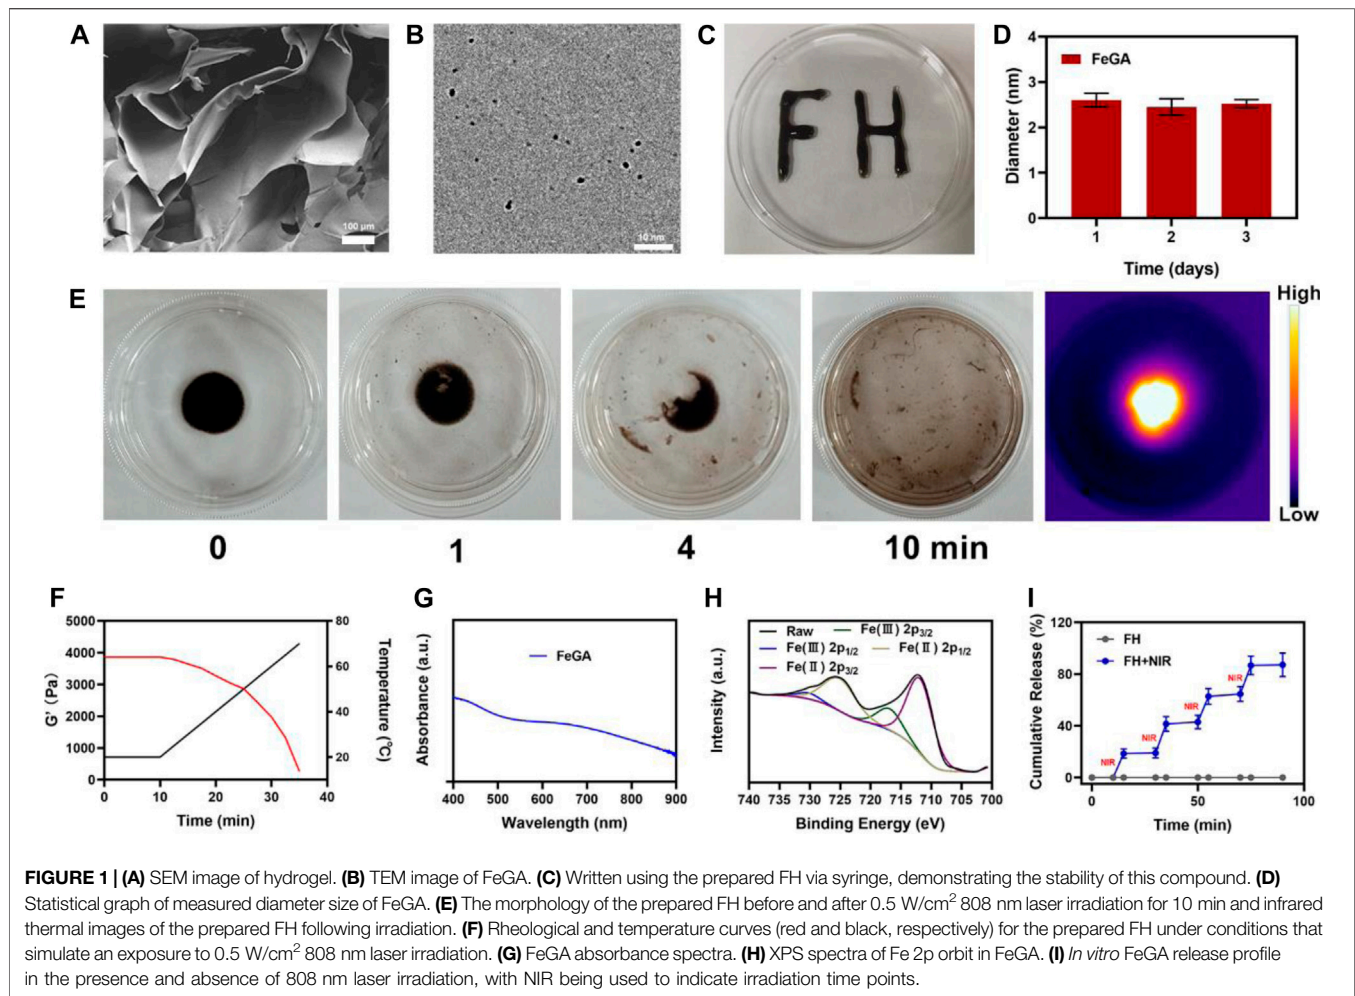 A
100 µm
B
10 nm
C
FH
D
4
3
2
1
0
Diameter (nm)
FeGA
1 2 3
Time (days)
E
0
1
4
10 min
High
Low
F
5000
4000
3000
2000
1000
0
G' (Pa)
80
60
40
20
Temperature (°C)
0 10 20 30 40
Time (min)
G
Absorbance (a.u.)
FeGA
400 500 600 700 800 900
Wavelength (nm)
H
Intensity (a.u.)
Raw
Fe(Ⅲ) 2p3/2
Fe(Ⅲ) 2p1/2
Fe(Ⅱ) 2p1/2
Fe(Ⅱ) 2p3/2
740 735 730 725 720 715 710 705 700
Binding Energy (eV)
I
120
80
40
0
Cumulative Release (%)
FH
FH+NIR
NIR
NIR
NIR
NIR
0 50 100
Time (min)
FIGURE 1 | (A) SEM image of hydrogel. (B) TEM image of FeGA. (C) Written using the prepared FH via syringe, demonstrating the stability of this compound. (D)
Statistical graph of measured diameter size of FeGA. (E) The morphology of the prepared FH before and after 0.5 W/cm² 808 nm laser irradiation for 10 min and infrared
thermal images of the prepared FH following irradiation. (F) Rheological and temperature curves (red and black, respectively) for the prepared FH under conditions that
simulate an exposure to 0.5 W/cm² 808 nm laser irradiation. (G) FeGA absorbance spectra. (H) XPS spectra of Fe 2p orbit in FeGA. (I) In vitro FeGA release profile
in the presence and absence of 808 nm laser irradiation, with NIR being used to indicate irradiation time points.